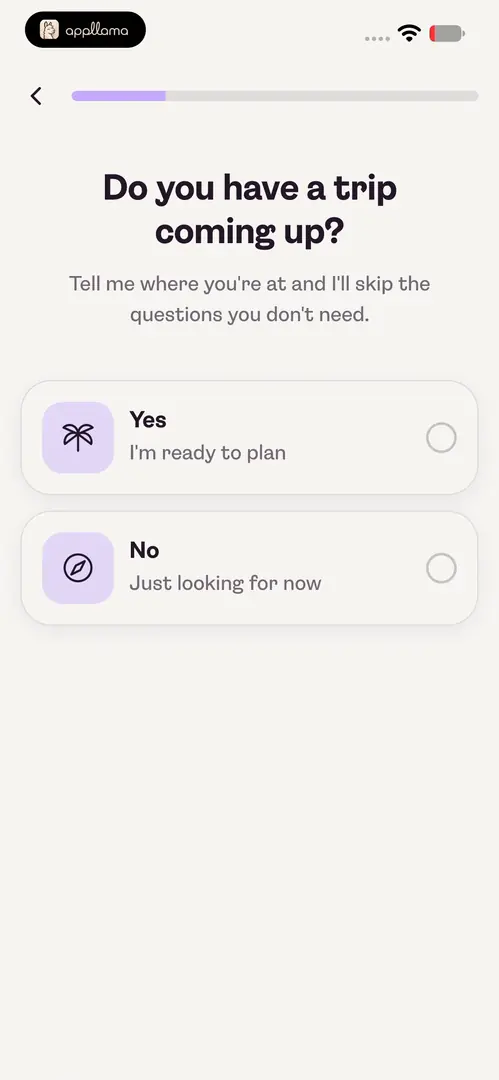 appllama
Do you have a trip
coming up?
Tell me where you're at and I'll skip the
questions you don't need.
Yes
I'm ready to plan
No
Just looking for now